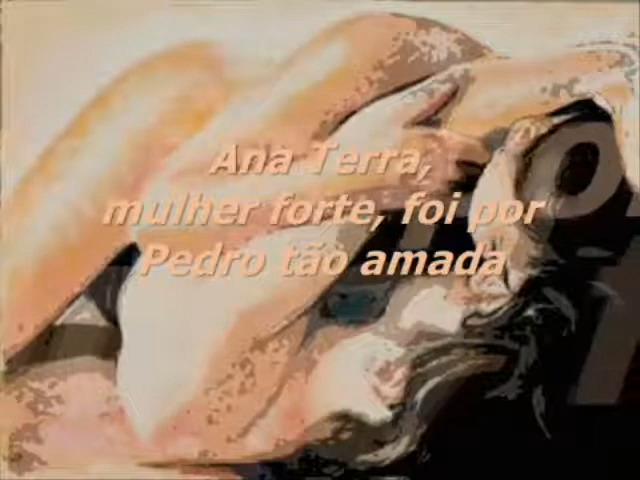 Ana Terra,
mulher forte, foi por
Pedro tão amada